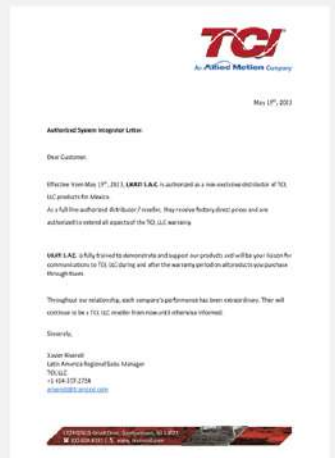 TCI
An Allied Motion Company
May 15th, 2013
Authorized System Integrator Letter.
Dear Customer,
Effective from May 15th, 2013, S.A.C. is authorized as a non-exclusive distributor of TCI,
LLC products for Mexico
As a full line authorized distributor / reseller, they receive factory direct prices and are
authorized to extend all aspects of the TCI, LLC warranty.
S.A.C. is fully trained to demonstrate and support our products and will be your liaison for
communications to TCI, LLC during and after the warranty period on all products you purchase
through them.
Throughout our relationship, each company's performance has been extraordinary. They will
continue to be a TCI, LLC reseller from now until otherwise informed.
Sincerely,
Xavier
Latin America Regional Sales Manager
TCI, LLC